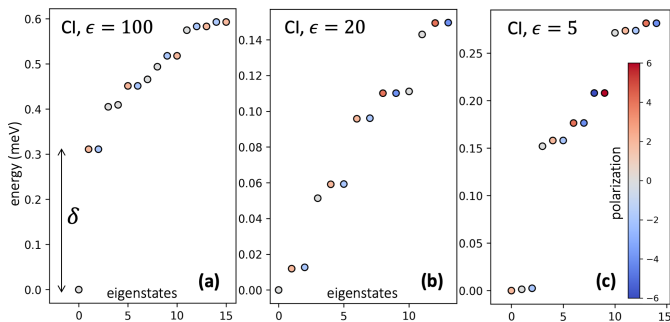 CI, ϵ = 100
0.6
0.5
0.4
0.3
0.2
0.1
0.0
energy (meV)
δ
(a)
eigenstates
0 5 10 15
CI, ϵ = 20
0.14
0.12
0.10
0.08
0.06
0.04
0.02
0.00
(b)
eigenstates
0 5 10
CI, ϵ = 5
0.25
0.20
0.15
0.10
0.05
0.00
(c)
0 5 10 15
polarization
6
4
2
0
−2
−4
−6